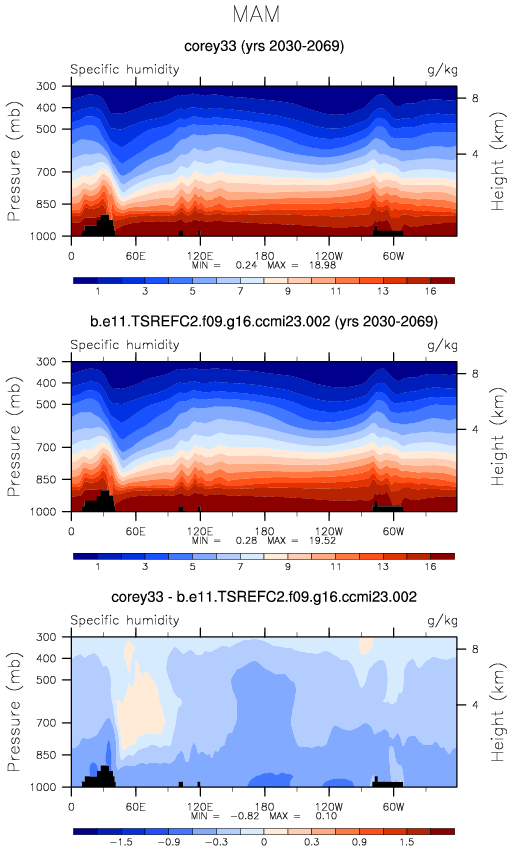 MAM
corey33 (yrs 2030-2069)
Specific humidity g/kg
300
400
500
700
850
1000
Pressure (mb)
8
4
Height (km)
0 60E 120E 180 120W 60W
MIN = 0.24 MAX = 18.98
1 3 5 7 9 11 13 16
b.e11.TSREFC2.f09.g16.ccmi23.002 (yrs 2030-2069)
Specific humidity g/kg
300
400
500
700
850
1000
Pressure (mb)
8
4
Height (km)
0 60E 120E 180 120W 60W
MIN = 0.28 MAX = 19.52
1 3 5 7 9 11 13 16
corey33 - b.e11.TSREFC2.f09.g16.ccmi23.002
Specific humidity g/kg
300
400
500
700
850
1000
Pressure (mb)
8
4
Height (km)
0 60E 120E 180 120W 60W
MIN = -0.82 MAX = 0.10
-1.5 -0.9 -0.3 0 0.3 0.9 1.5